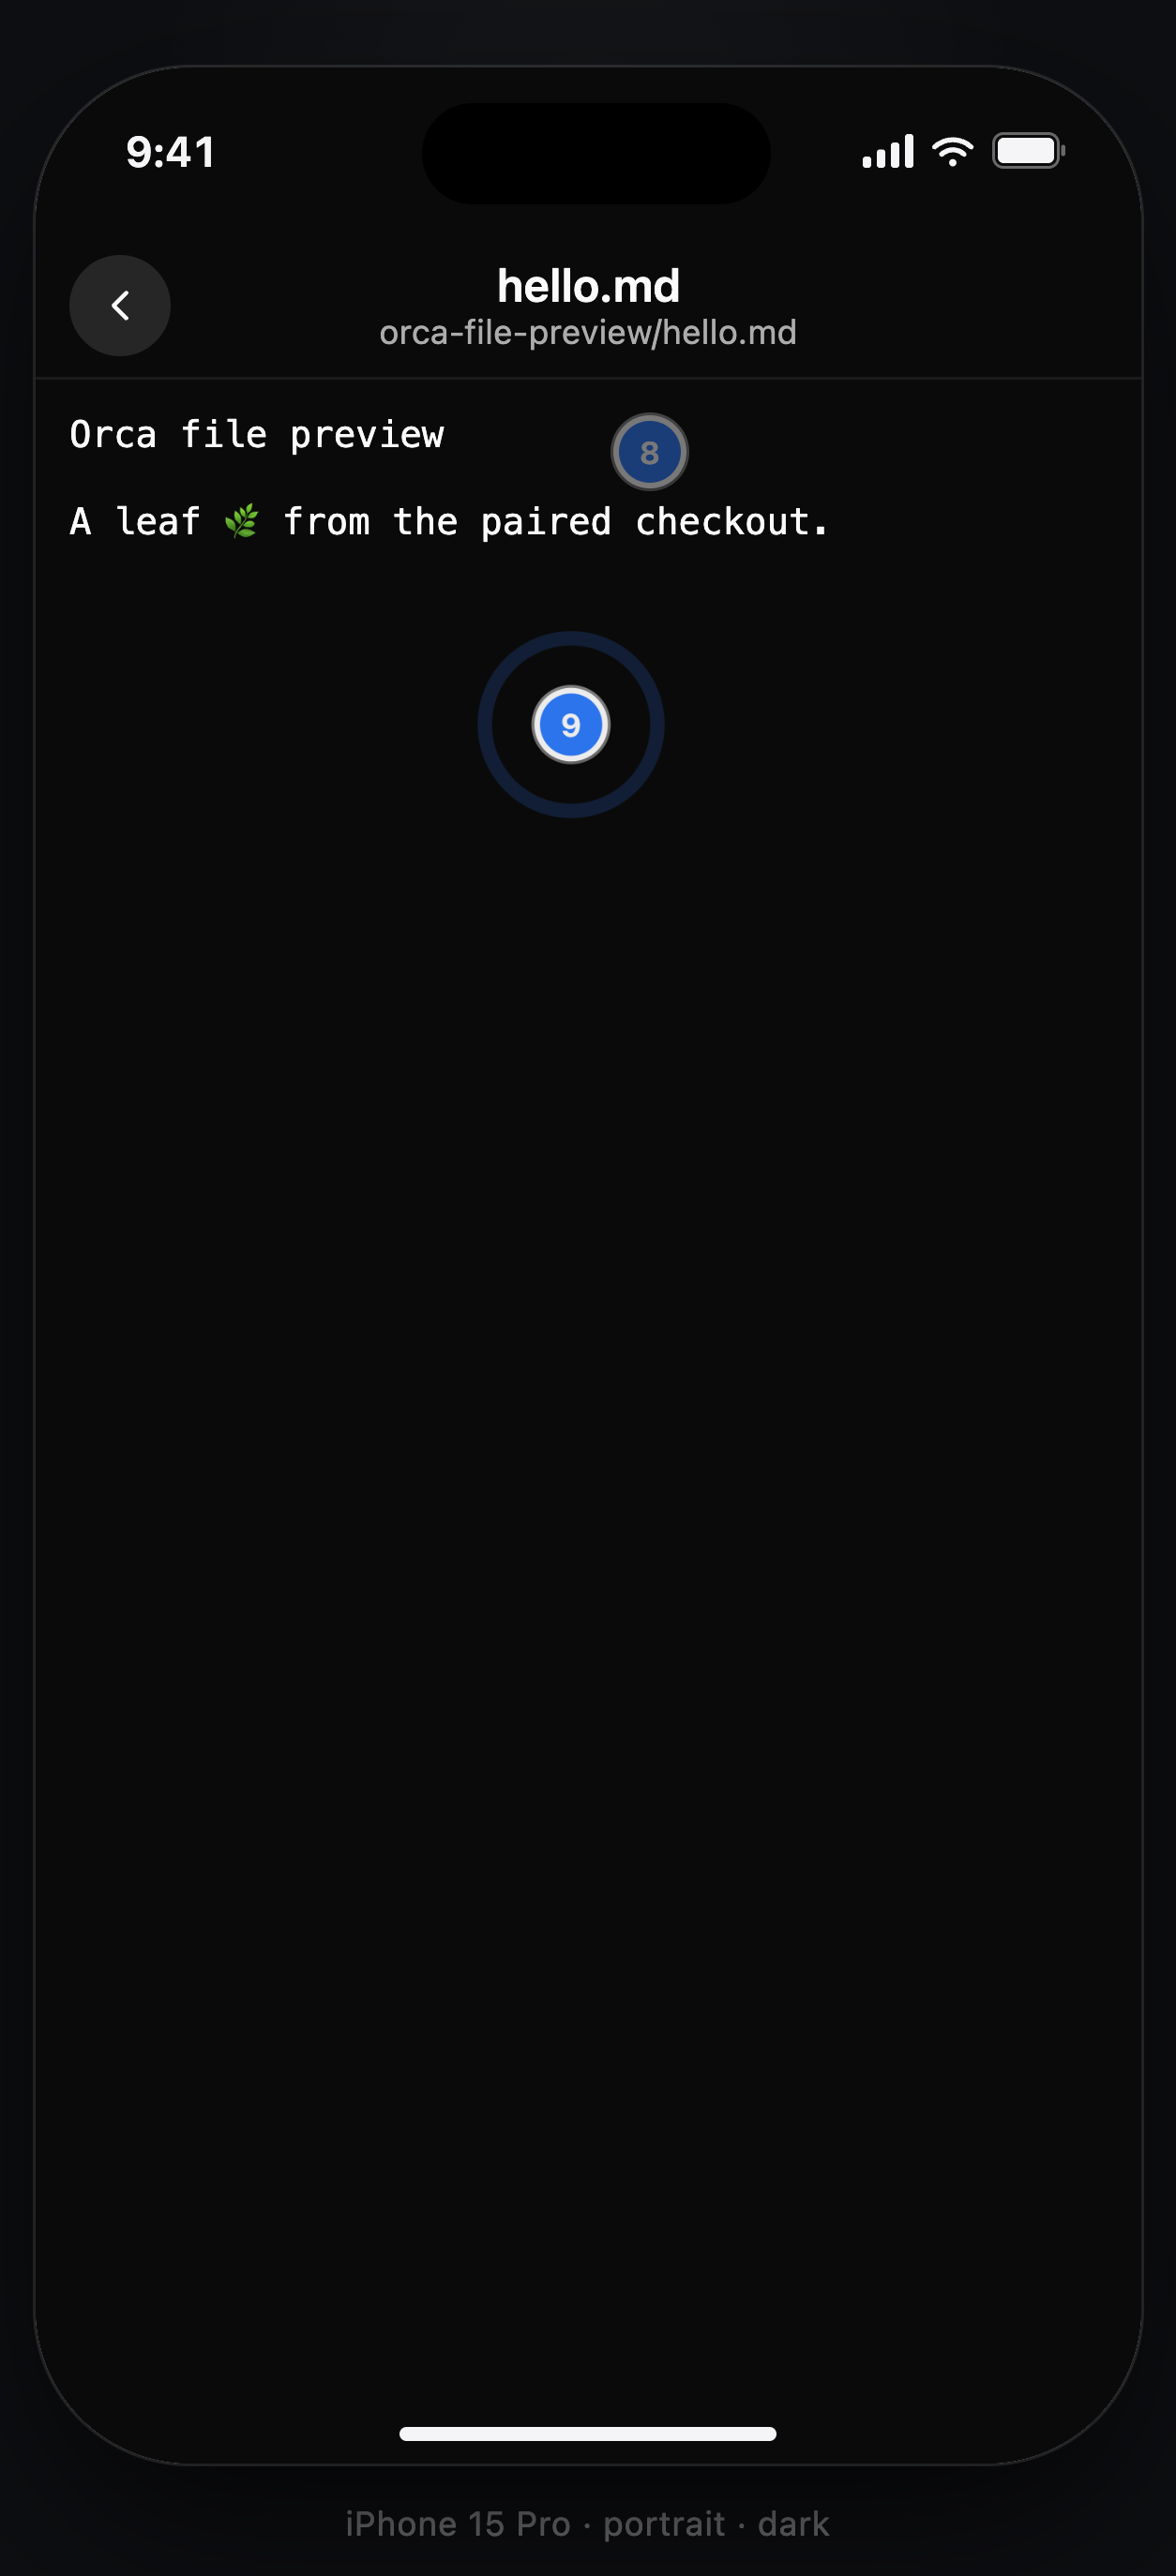 9:41
hello.md
orca-file-preview/hello.md
Orca file preview
8
A leaf 🌿 from the paired checkout.
9
iPhone 15 Pro · portrait · dark